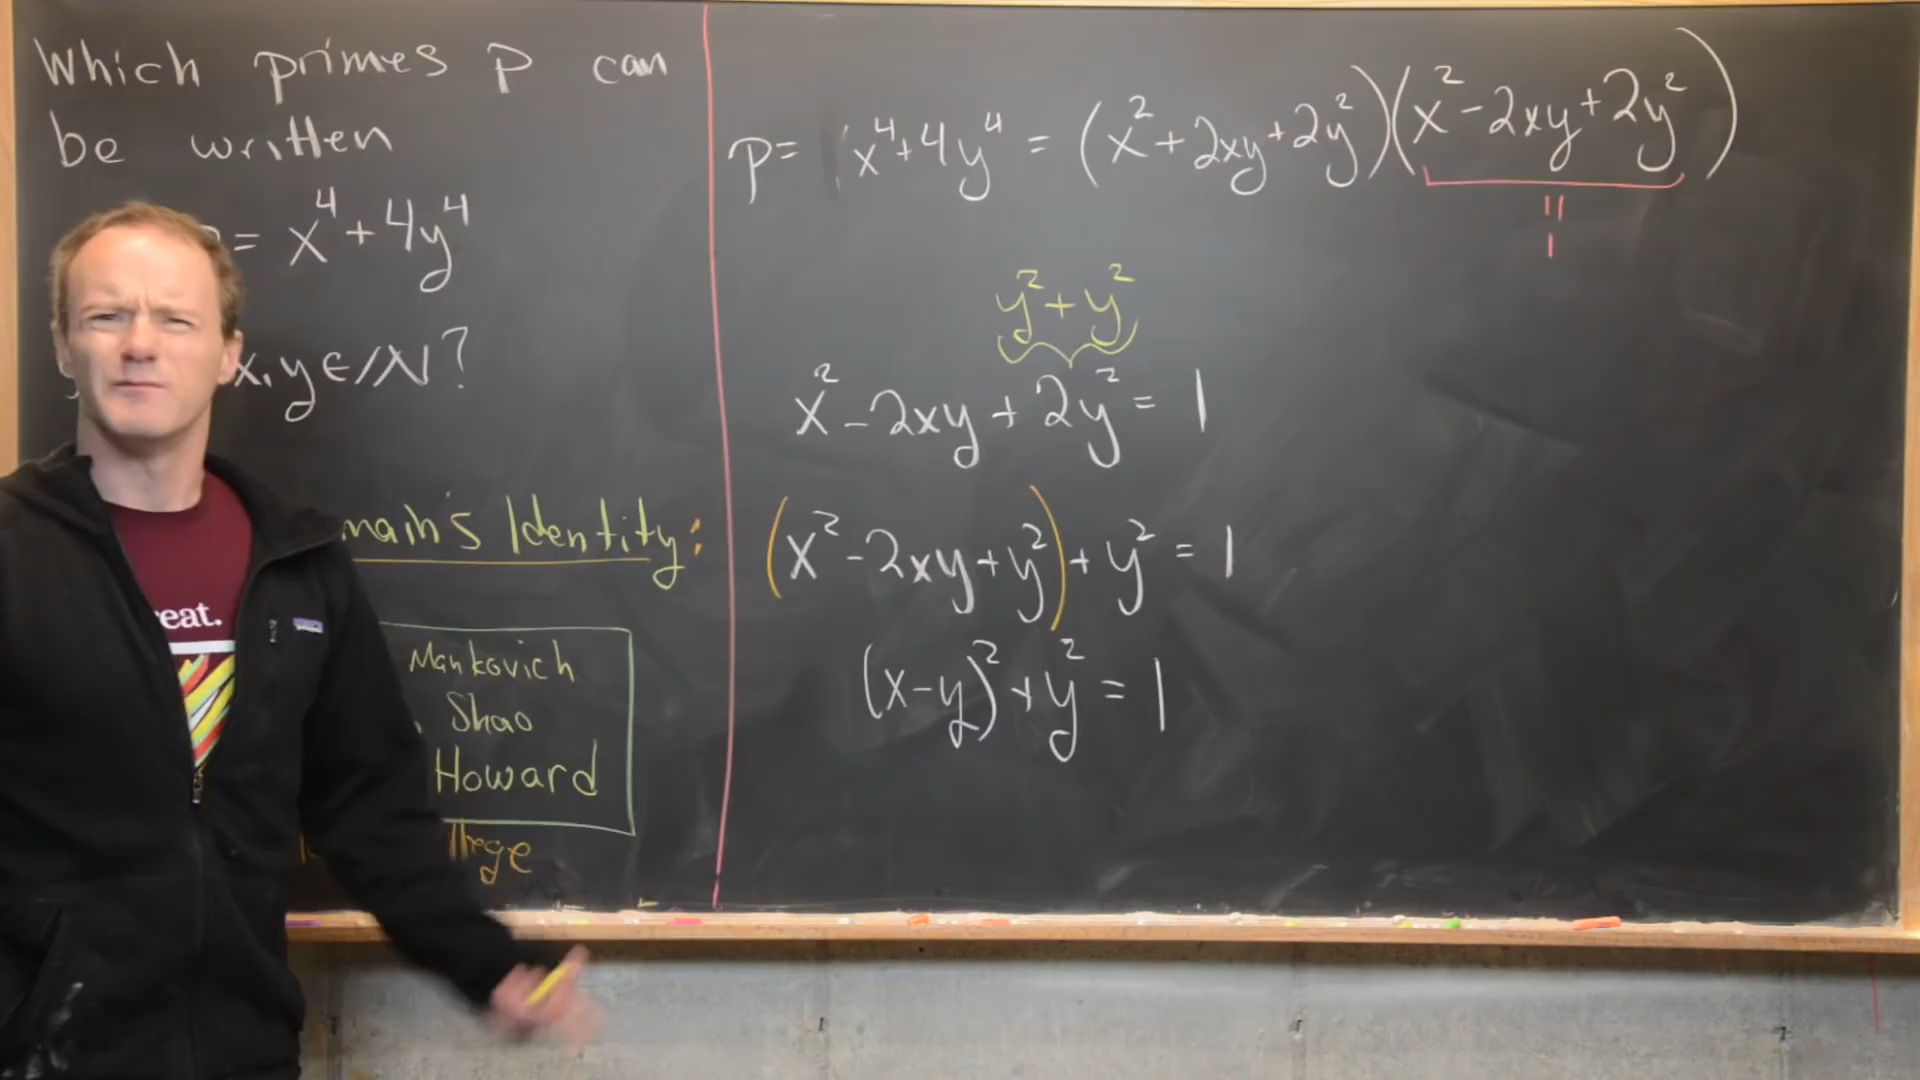 Which primes P can
be written
= x⁴+4y⁴
x, y ∈ ℕ?
main's Identity:
Mankovich
Shao
Howard
llege
eat.
p= x⁴+4y⁴ = (x²+2xy+2y²)(x²-2xy+2y²)
"
1
y²+y²
x²-2xy+2y²=1
(x²-2xy+y²)+y²=1
(x-y)²+y²=1